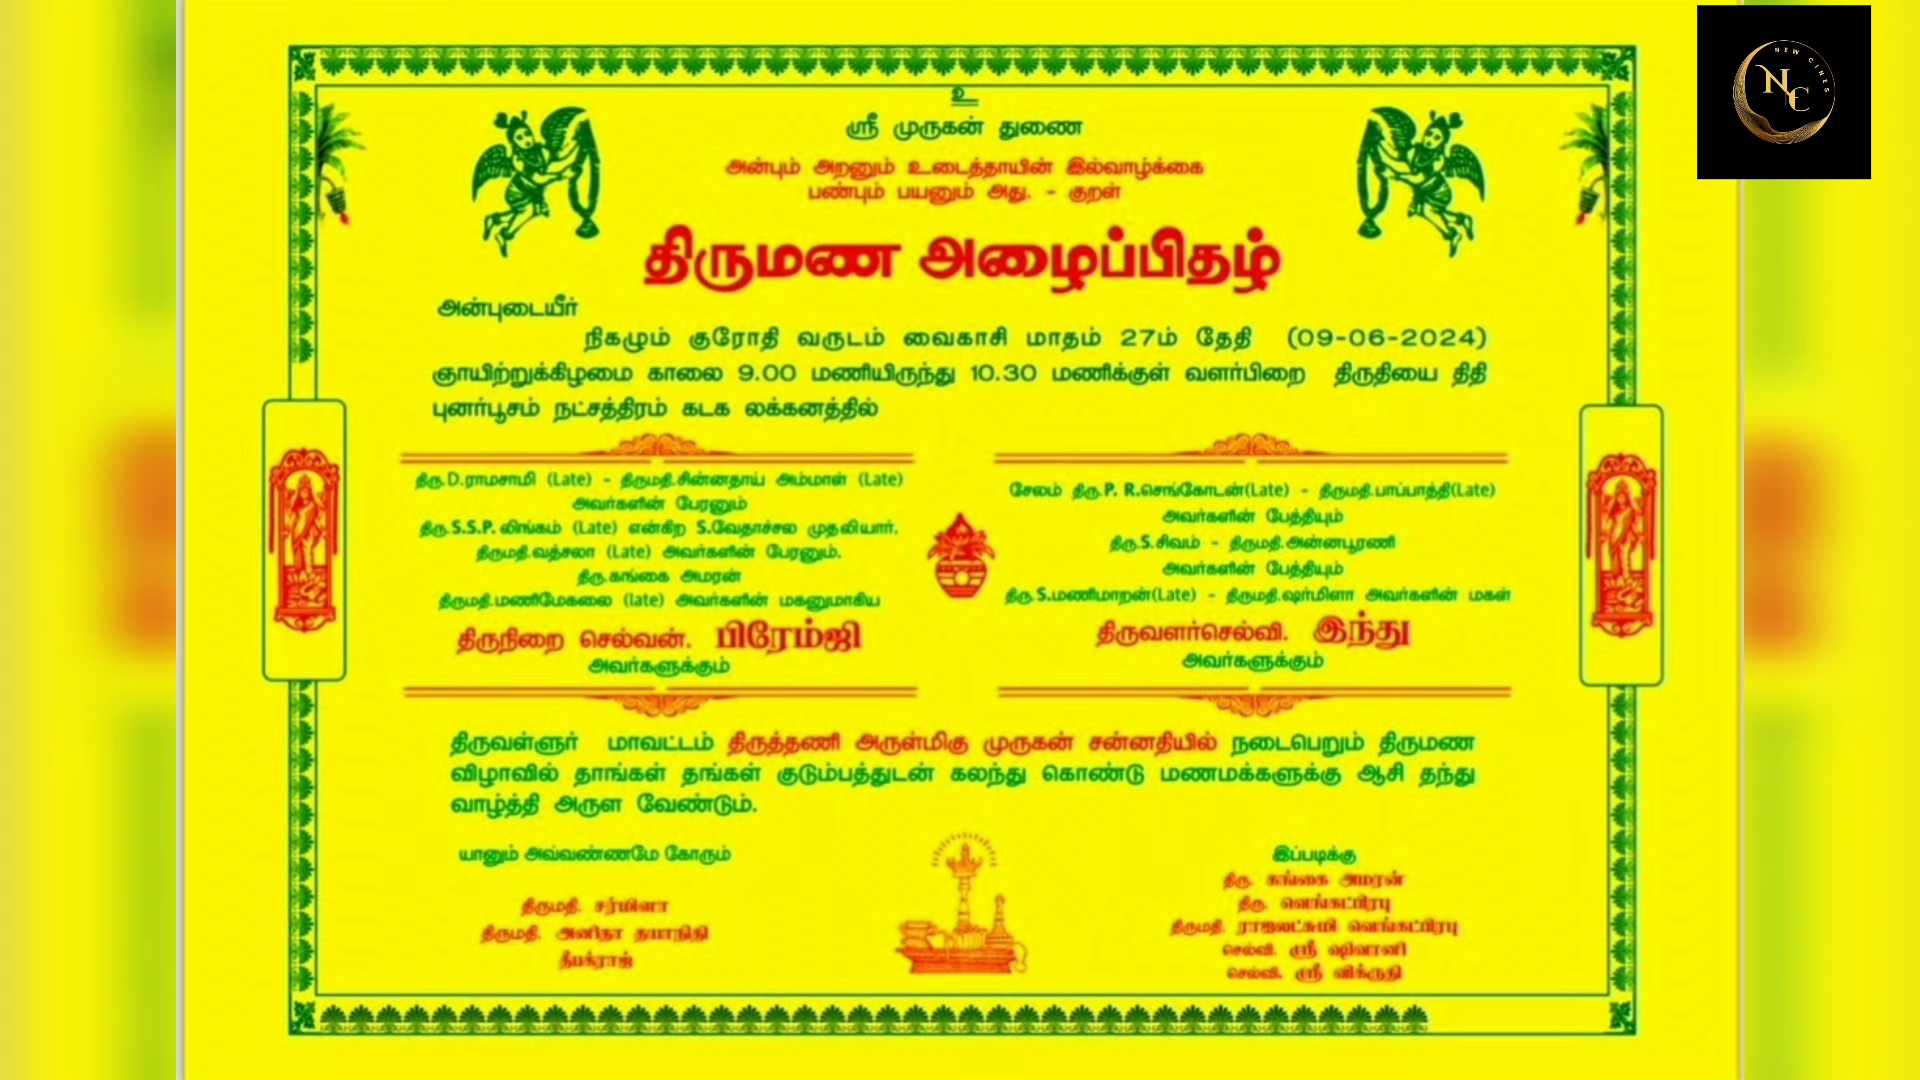 உ
ஸ்ரீ முருகன் துணை
அன்பும் அறனும் உடைத்தாயின் இல்வாழ்க்கை
பண்பும் பயனும் அது. - குறள்
திருமண அழைப்பிதழ்
அன்புடையீர்
நிகழும் குரோதி வருடம் வைகாசி மாதம் 27ம் தேதி (09-06-2024)
ஞாயிற்றுக்கிழமை காலை 9.00 மணியிருந்து 10.30 மணிக்குள் வளர்பிறை திருதியை திதி
புனர்பூசம் நட்சத்திரம் கடக லக்கனத்தில்
திரு.D.ராமசாமி (Late) - திருமதி.சின்னதாய் அம்மாள் (Late)
அவர்களின் பேரனும்
திரு.S.S.P. லிங்கம் (Late) என்கிற S.வேதாச்சல முதலியார்.
திருமதி.வத்சலா (Late) அவர்களின் பேரனும்.
திரு.கங்கை அமரன்
திருமதி.மணிமேகலை (late) அவர்களின் மகனுமாகிய
திருநிறை செல்வன். பிரேம்ஜி
அவர்களுக்கும்
சேலம் திரு.P. R.செங்கோடன்(Late) - திருமதி.பாப்பாத்தி(Late)
அவர்களின் பேத்தியும்
திரு.S.சிவம் - திருமதி.அன்னபூரணி
அவர்களின் பேத்தியும்
திரு.S.மணிமாறன்(Late) - திருமதி.ஷர்மிளா அவர்களின் மகள்
திருவளர்செல்வி. இந்து
அவர்களுக்கும்
திருவள்ளுர் மாவட்டம் திருத்தணி அருள்மிகு முருகன் சன்னதியில் நடைபெறும் திருமண
விழாவில் தாங்கள் தங்கள் குடும்பத்துடன் கலந்து கொண்டு மணமக்களுக்கு ஆசி தந்து
வாழ்த்தி அருள வேண்டும்.
யானும் அவ்வண்ணமே கோரும்
திருமதி. சர்மிளா
திருமதி. அனிதா தயாநிதி
தீபக்ராஜ்
இப்படிக்கு
திரு. கங்கை அமரன்
திரு. வெங்கட்பிரபு
திருமதி. ராஜலட்சுமி வெங்கட்பிரபு
செல்வி. ஸ்ரீ ஷிவானி
செல்வி. ஸ்ரீ விக்ருதி
NEW CINES
NC